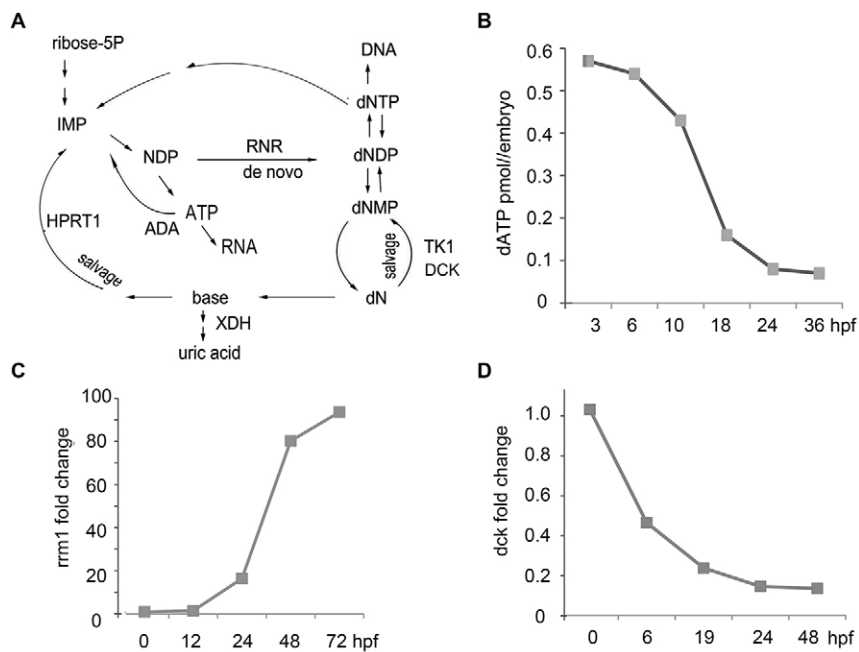 A
ribose-5P
IMP
NDP
RNR
de novo
ATP
ADA
RNA
HPRT1
salvage
base
XDH
uric acid
DNA
dNTP
dNDP
dNMP
salvage
TK1
DCK
dN
B
dATP pmol//embryo
0.6
0.5
0.4
0.3
0.2
0.1
0
3 6 10 18 24 36 hpf
C
rrm1 fold change
100
80
60
40
20
0
0 12 24 48 72 hpf
D
dck fold change
1.0
0.8
0.6
0.4
0.2
0
0 6 19 24 48 hpf